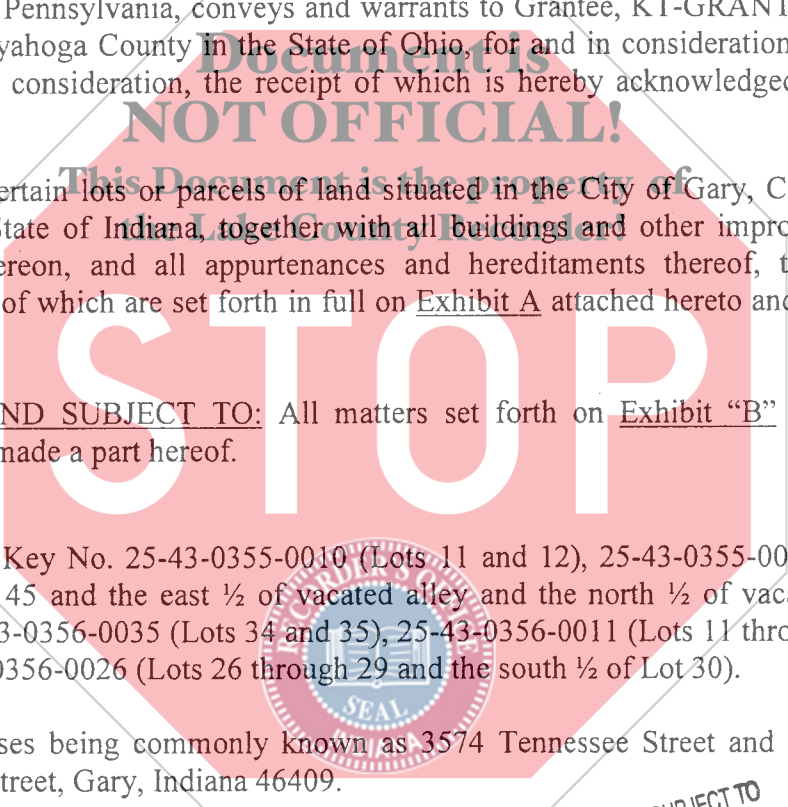 Pennsylvania, conveys and warrants to Grantee, KT-GRANT
yahoga County in the State of Ohio, for and in consideration
Document is
consideration, the receipt of which is hereby acknowledged
NOT OFFICIAL!
ertain lots or parcels of land situated in the City of Gary, C
This Document is the property of
State of Indiana, together with all buildings and other impro
the Lake County Recorder!
ereon, and all appurtenances and hereditaments thereof, t
of which are set forth in full on Exhibit A attached hereto and
STOP
ND SUBJECT TO: All matters set forth on Exhibit “B”
made a part hereof.
Key No. 25-43-0355-0010 (Lots 11 and 12), 25-43-0355-00
45 and the east ½ of vacated alley and the north ½ of vaca
3-0356-0035 (Lots 34 and 35), 25-43-0356-0011 (Lots 11 thro
0356-0026 (Lots 26 through 29 and the south ½ of Lot 30).
RECORDER'S OFFICE
SEAL
INDIANA
ses being commonly known as 3574 Tennessee Street and
treet, Gary, Indiana 46409.
SUBJECT TO